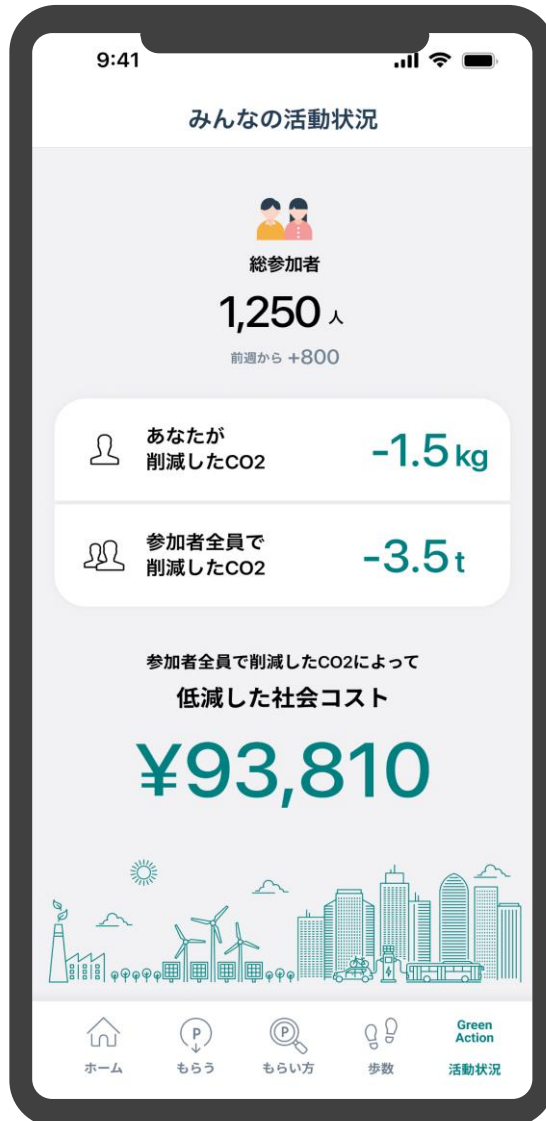 9:41
みんなの活動状況
総参加者
1,250 人
前週から +800
あなたが
削減したCO2
-1.5 kg
参加者全員で
削減したCO2
-3.5 t
参加者全員で削減したCO2によって
低減した社会コスト
¥93,810
P
P
Green
Action
ホーム
もらう
もらい方
歩数
活動状況